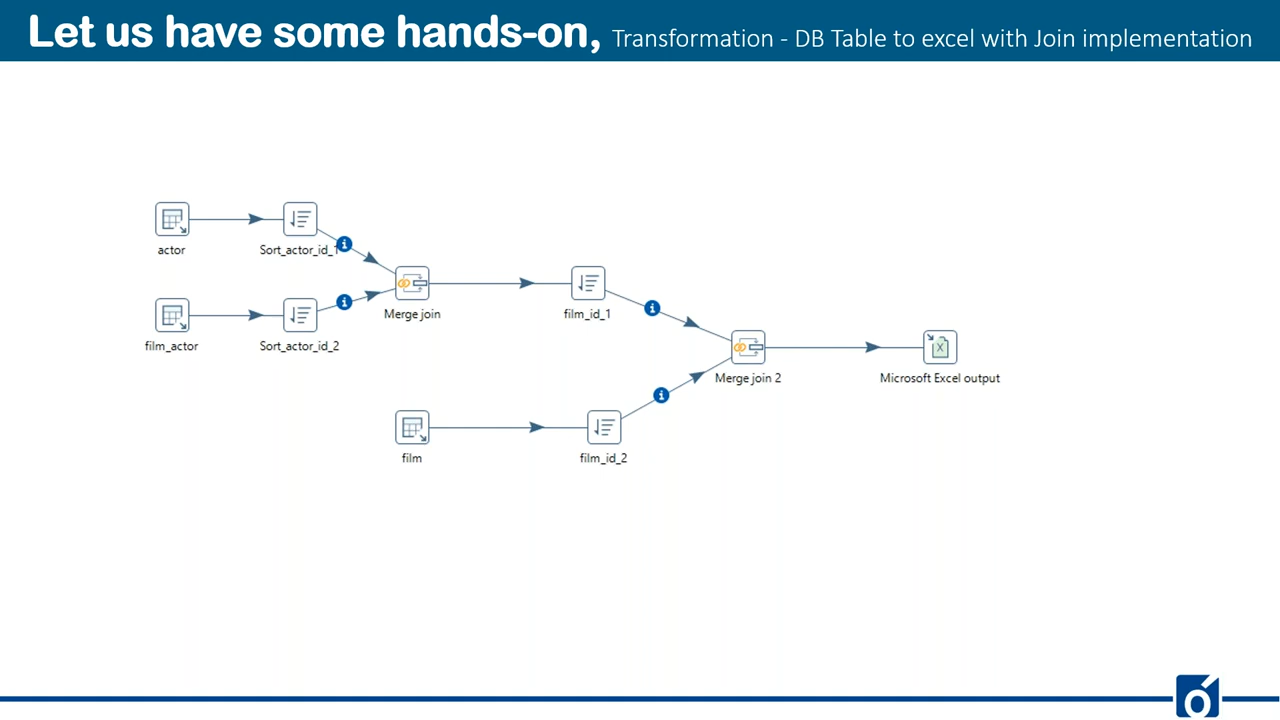 Let us have some hands-on, Transformation - DB Table to excel with Join implementation
actor
Sort_actor_id_1
film_actor
Sort_actor_id_2
Merge join
film_id_1
film
film_id_2
Merge join 2
Microsoft Excel output